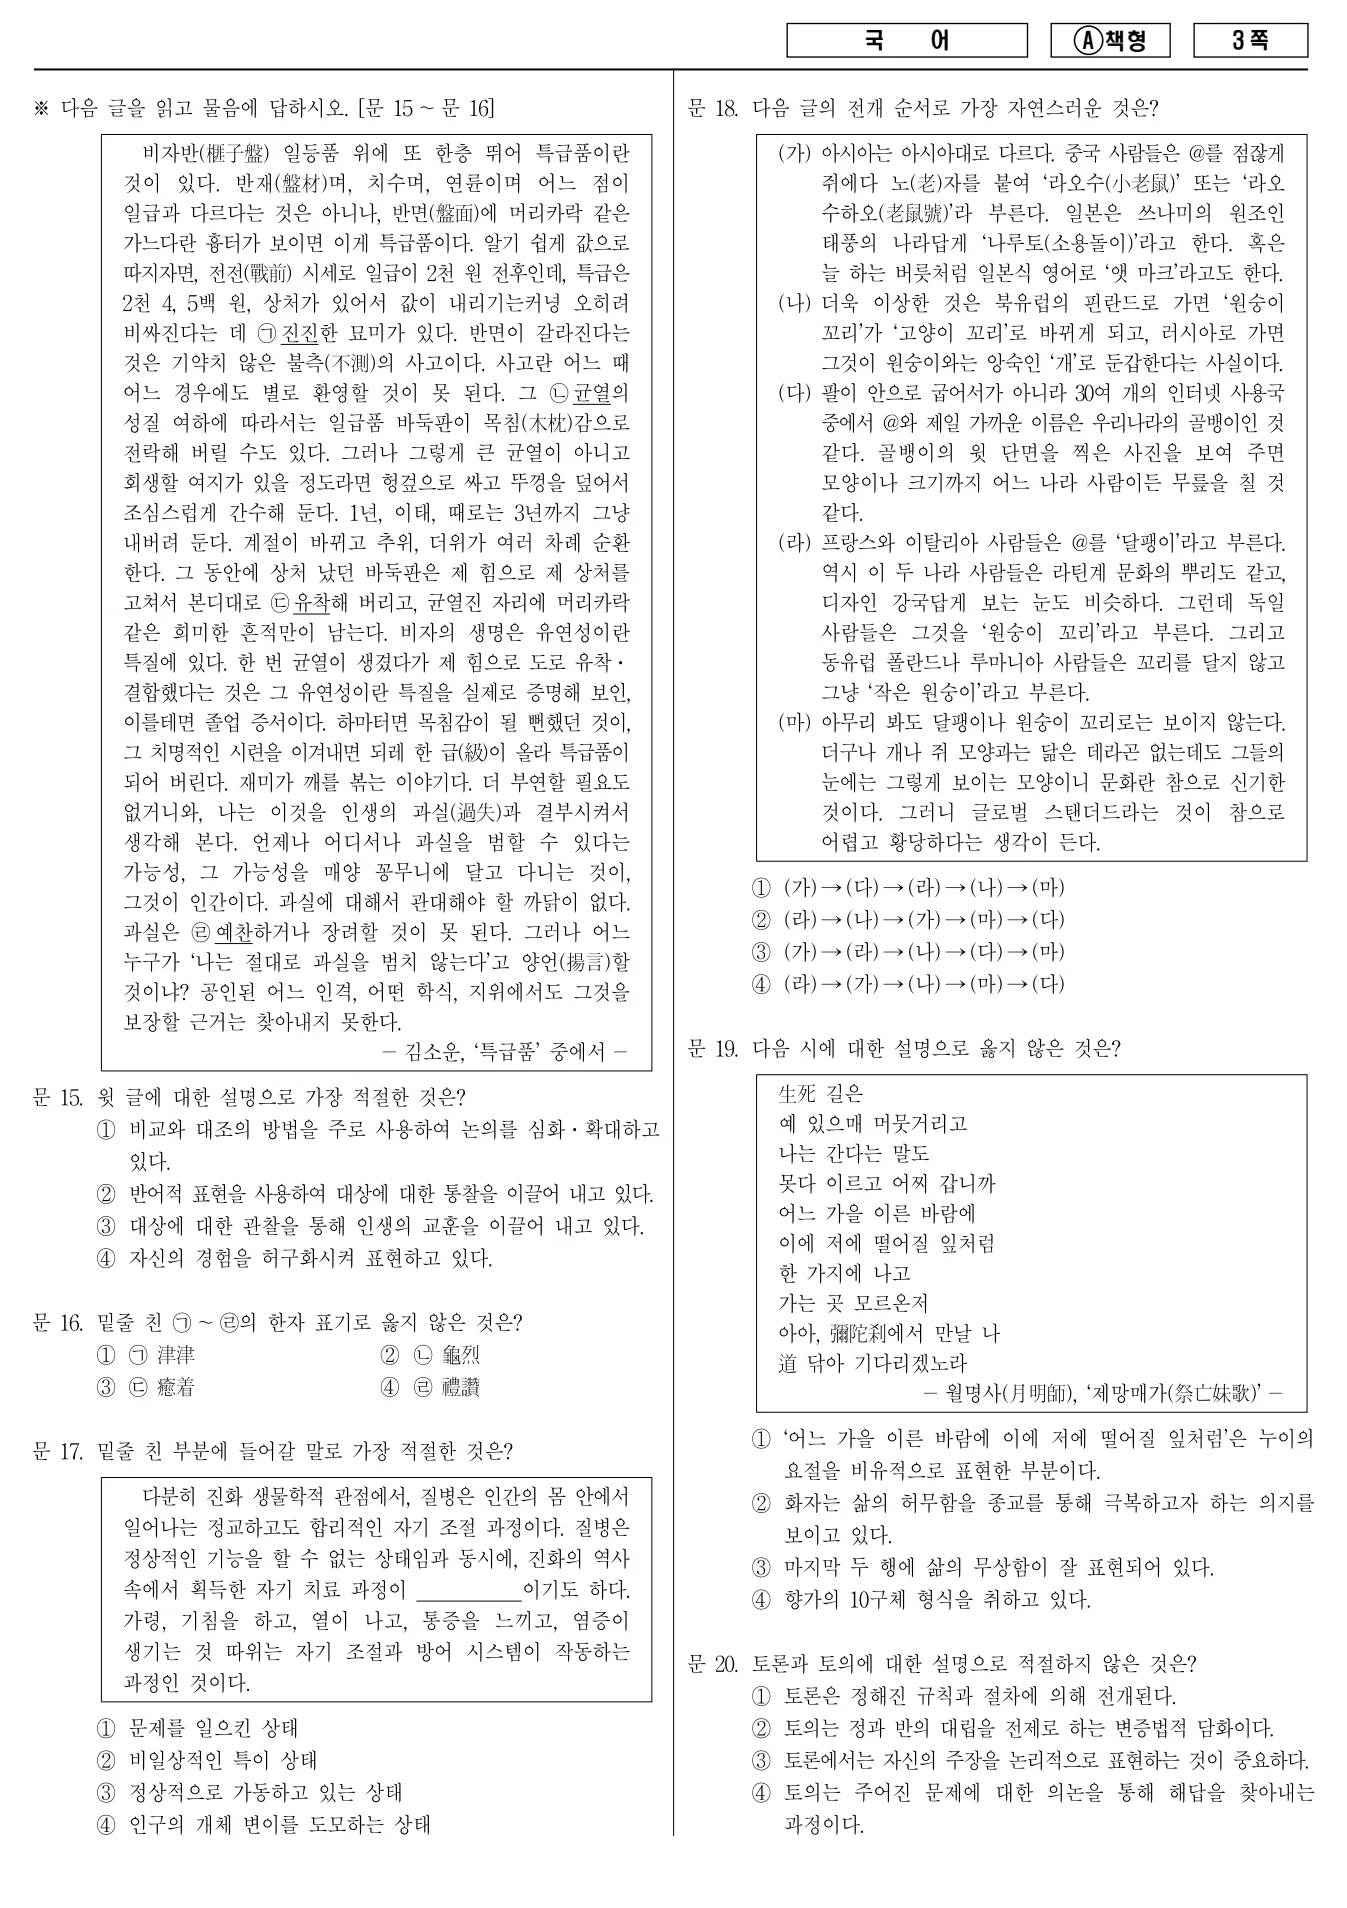 국 어
Ⓐ책형
3쪽
※ 다음 글을 읽고 물음에 답하시오. [문 15 ~ 문 16]
비자반(榧子盤) 일등품 위에 또 한층 뛰어 특급품이란
것이 있다. 반재(盤材)며, 치수며, 연륜이며 어느 점이
일급과 다르다는 것은 아니나, 반면(盤面)에 머리카락 같은
가느다란 흉터가 보이면 이게 특급품이다. 알기 쉽게 값으로
따지자면, 전전(戰前) 시세로 일급이 2천 원 전후인데, 특급은
2천 4, 5백 원, 상처가 있어서 값이 내리기는커녕 오히려
비싸진다는 데 ㉠진진한 묘미가 있다. 반면이 갈라진다는
것은 기약치 않은 불측(不測)의 사고이다. 사고란 어느 때
어느 경우에도 별로 환영할 것이 못 된다. 그 ㉡균열의
성질 여하에 따라서는 일급품 바둑판이 목침(木枕)감으로
전락해 버릴 수도 있다. 그러나 그렇게 큰 균열이 아니고
회생할 여지가 있을 정도라면 헝겊으로 싸고 뚜껑을 덮어서
조심스럽게 간수해 둔다. 1년, 이태, 때로는 3년까지 그냥
내버려 둔다. 계절이 바뀌고 추위, 더위가 여러 차례 순환
한다. 그 동안에 상처 났던 바둑판은 제 힘으로 제 상처를
고쳐서 본디대로 ㉢유착해 버리고, 균열진 자리에 머리카락
같은 희미한 흔적만이 남는다. 비자의 생명은 유연성이란
특질에 있다. 한 번 균열이 생겼다가 제 힘으로 도로 유착·
결합했다는 것은 그 유연성이란 특질을 실제로 증명해 보인,
이를테면 졸업 증서이다. 하마터면 목침감이 될 뻔했던 것이,
그 치명적인 시련을 이겨내면 되레 한 급(級)이 올라 특급품이
되어 버린다. 재미가 깨를 볶는 이야기다. 더 부연할 필요도
없거니와, 나는 이것을 인생의 과실(過失)과 결부시켜서
생각해 본다. 언제나 어디서나 과실을 범할 수 있다는
가능성, 그 가능성을 매양 꽁무니에 달고 다니는 것이,
그것이 인간이다. 과실에 대해서 관대해야 할 까닭이 없다.
과실은 ㉣예찬하거나 장려할 것이 못 된다. 그러나 어느
누구가 ‘나는 절대로 과실을 범치 않는다’고 양언(揚言)할
것이냐? 공인된 어느 인격, 어떤 학식, 지위에서도 그것을
보장할 근거는 찾아내지 못한다.
－ 김소운, ‘특급품’ 중에서 －
문 15. 윗 글에 대한 설명으로 가장 적절한 것은?
① 비교와 대조의 방법을 주로 사용하여 논의를 심화·확대하고
있다.
② 반어적 표현을 사용하여 대상에 대한 통찰을 이끌어 내고 있다.
③ 대상에 대한 관찰을 통해 인생의 교훈을 이끌어 내고 있다.
④ 자신의 경험을 허구화시켜 표현하고 있다.
문 16. 밑줄 친 ㉠ ~ ㉣의 한자 표기로 옳지 않은 것은?
① ㉠ 津津 ② ㉡ 龜烈
③ ㉢ 癒着 ④ ㉣ 禮讚
문 17. 밑줄 친 부분에 들어갈 말로 가장 적절한 것은?
다분히 진화 생물학적 관점에서, 질병은 인간의 몸 안에서
일어나는 정교하고도 합리적인 자기 조절 과정이다. 질병은
정상적인 기능을 할 수 없는 상태임과 동시에, 진화의 역사
속에서 획득한 자기 치료 과정이 __________이기도 하다.
가령, 기침을 하고, 열이 나고, 통증을 느끼고, 염증이
생기는 것 따위는 자기 조절과 방어 시스템이 작동하는
과정인 것이다.
① 문제를 일으킨 상태
② 비일상적인 특이 상태
③ 정상적으로 가동하고 있는 상태
④ 인구의 개체 변이를 도모하는 상태
문 18. 다음 글의 전개 순서로 가장 자연스러운 것은?
(가) 아시아는 아시아대로 다르다. 중국 사람들은 @를 점잖게
쥐에다 노(老)자를 붙여 ‘라오수(小老鼠)’ 또는 ‘라오
수하오(老鼠號)’라 부른다. 일본은 쓰나미의 원조인
태풍의 나라답게 ‘나루토(소용돌이)’라고 한다. 혹은
늘 하는 버릇처럼 일본식 영어로 ‘앳 마크’라고도 한다.
(나) 더욱 이상한 것은 북유럽의 핀란드로 가면 ‘원숭이
꼬리’가 ‘고양이 꼬리’로 바뀌게 되고, 러시아로 가면
그것이 원숭이와는 앙숙인 ‘개’로 둔갑한다는 사실이다.
(다) 팔이 안으로 굽어서가 아니라 30여 개의 인터넷 사용국
중에서 @와 제일 가까운 이름은 우리나라의 골뱅이인 것
같다. 골뱅이의 윗 단면을 찍은 사진을 보여 주면
모양이나 크기까지 어느 나라 사람이든 무릎을 칠 것
같다.
(라) 프랑스와 이탈리아 사람들은 @를 ‘달팽이’라고 부른다.
역시 이 두 나라 사람들은 라틴계 문화의 뿌리도 같고,
디자인 강국답게 보는 눈도 비슷하다. 그런데 독일
사람들은 그것을 ‘원숭이 꼬리’라고 부른다. 그리고
동유럽 폴란드나 루마니아 사람들은 꼬리를 달지 않고
그냥 ‘작은 원숭이’라고 부른다.
(마) 아무리 봐도 달팽이나 원숭이 꼬리로는 보이지 않는다.
더구나 개나 쥐 모양과는 닮은 데라곤 없는데도 그들의
눈에는 그렇게 보이는 모양이니 문화란 참으로 신기한
것이다. 그러니 글로벌 스탠더드라는 것이 참으로
어렵고 황당하다는 생각이 든다.
① (가)→(다)→(라)→(나)→(마)
② (라)→(나)→(가)→(마)→(다)
③ (가)→(라)→(나)→(다)→(마)
④ (라)→(가)→(나)→(마)→(다)
문 19. 다음 시에 대한 설명으로 옳지 않은 것은?
生死 길은
예 있으매 머뭇거리고
나는 간다는 말도
못다 이르고 어찌 갑니까
어느 가을 이른 바람에
이에 저에 떨어질 잎처럼
한 가지에 나고
가는 곳 모르온저
아아, 彌陀刹에서 만날 나
道 닦아 기다리겠노라
－ 월명사(月明師), ‘제망매가(祭亡妹歌)’ －
① ‘어느 가을 이른 바람에 이에 저에 떨어질 잎처럼’은 누이의
요절을 비유적으로 표현한 부분이다.
② 화자는 삶의 허무함을 종교를 통해 극복하고자 하는 의지를
보이고 있다.
③ 마지막 두 행에 삶의 무상함이 잘 표현되어 있다.
④ 향가의 10구체 형식을 취하고 있다.
문 20. 토론과 토의에 대한 설명으로 적절하지 않은 것은?
① 토론은 정해진 규칙과 절차에 의해 전개된다.
② 토의는 정과 반의 대립을 전제로 하는 변증법적 담화이다.
③ 토론에서는 자신의 주장을 논리적으로 표현하는 것이 중요하다.
④ 토의는 주어진 문제에 대한 의논을 통해 해답을 찾아내는
과정이다.